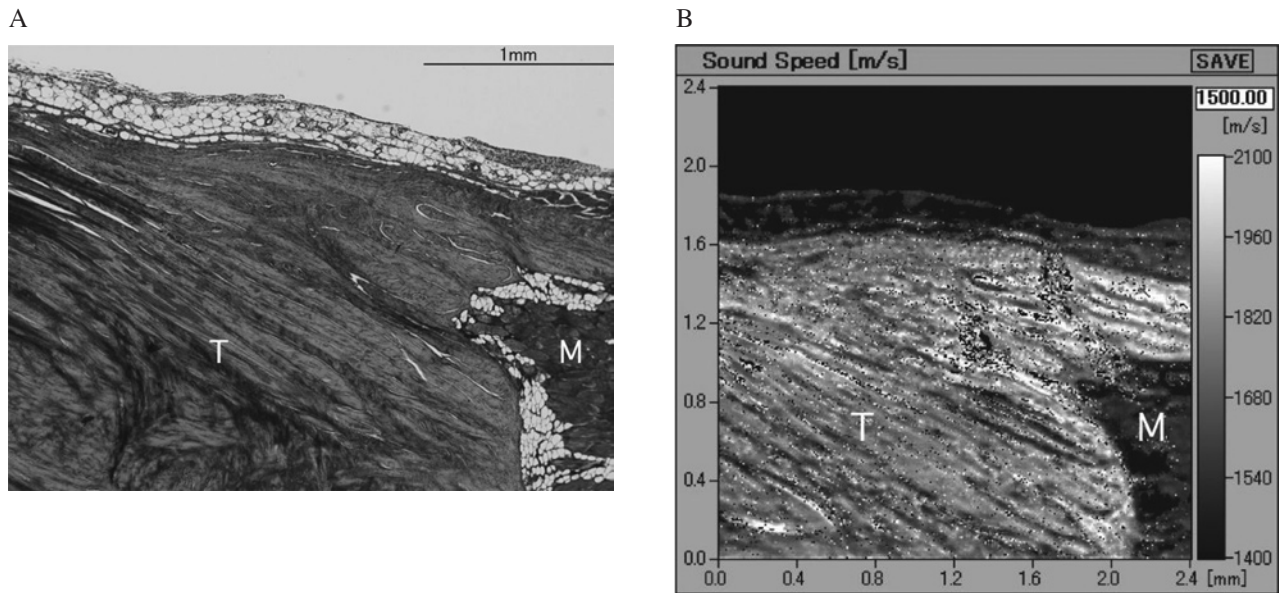 A
1mm
T
M
B
Sound Speed [m/s]
SAVE
1500.00
[m/s]
2100
1960
1820
1680
1540
1400
2.4
2.0
1.6
1.2
0.8
0.4
0.0
T
M
0.0 0.4 0.8 1.2 1.6 2.0 2.4 [mm]